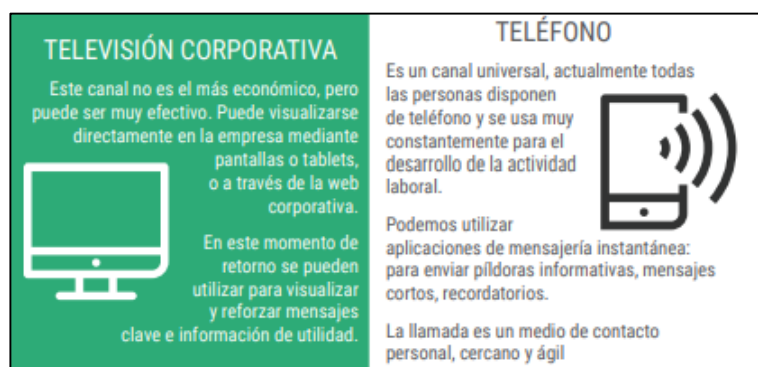 TELEVISIÓN CORPORATIVA
Este canal no es el más económico, pero
puede ser muy efectivo. Puede visualizarse
directamente en la empresa mediante
pantallas o tablets,
o a través de la web
corporativa.
En este momento de
retorno se pueden
utilizar para visualizar
y reforzar mensajes
clave e información de utilidad.
TELÉFONO
Es un canal universal, actualmente todas
las personas disponen
de teléfono y se usa muy
constantemente para el
desarrollo de la actividad
laboral.
Podemos utilizar
aplicaciones de mensajería instantánea:
para enviar píldoras informativas, mensajes
cortos, recordatorios.
La llamada es un medio de contacto
personal, cercano y ágil